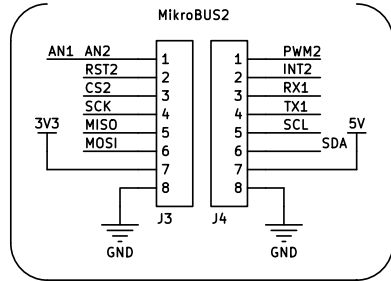 MikroBUS2
AN1 AN2 1 1 PWM2
RST2 2 2 INT2
CS2 3 3 RX1
SCK 4 4 TX1
3V3 MISO 5 5 SCL 5V
MOSI 6 6 SDA
7 7
8 8
J3 J4
GND GND